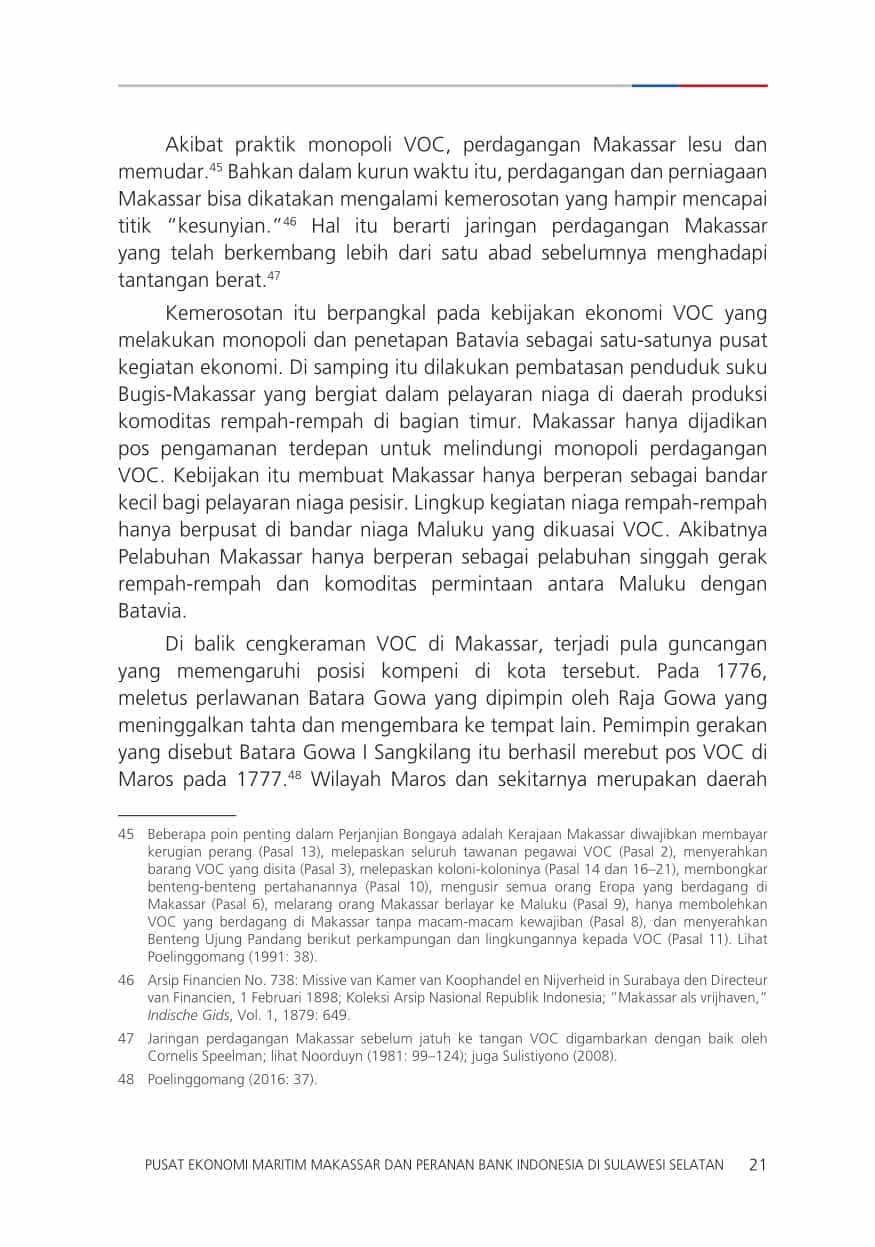 Akibat praktik monopoli VOC, perdagangan Makassar lesu dan
memudar.45 Bahkan dalam kurun waktu itu, perdagangan dan perniagaan
Makassar bisa dikatakan mengalami kemerosotan yang hampir mencapai
titik “kesunyian.”46 Hal itu berarti jaringan perdagangan Makassar
yang telah berkembang lebih dari satu abad sebelumnya menghadapi
tantangan berat.47
Kemerosotan itu berpangkal pada kebijakan ekonomi VOC yang
melakukan monopoli dan penetapan Batavia sebagai satu-satunya pusat
kegiatan ekonomi. Di samping itu dilakukan pembatasan penduduk suku
Bugis-Makassar yang bergiat dalam pelayaran niaga di daerah produksi
komoditas rempah-rempah di bagian timur. Makassar hanya dijadikan
pos pengamanan terdepan untuk melindungi monopoli perdagangan
VOC. Kebijakan itu membuat Makassar hanya berperan sebagai bandar
kecil bagi pelayaran niaga pesisir. Lingkup kegiatan niaga rempah-rempah
hanya berpusat di bandar niaga Maluku yang dikuasai VOC. Akibatnya
Pelabuhan Makassar hanya berperan sebagai pelabuhan singgah gerak
rempah-rempah dan komoditas permintaan antara Maluku dengan
Batavia.
Di balik cengkeraman VOC di Makassar, terjadi pula guncangan
yang memengaruhi posisi kompeni di kota tersebut. Pada 1776,
meletus perlawanan Batara Gowa yang dipimpin oleh Raja Gowa yang
meninggalkan tahta dan mengembara ke tempat lain. Pemimpin gerakan
yang disebut Batara Gowa I Sangkilang itu berhasil merebut pos VOC di
Maros pada 1777.48 Wilayah Maros dan sekitarnya merupakan daerah
45 Beberapa poin penting dalam Perjanjian Bongaya adalah Kerajaan Makassar diwajibkan membayar
kerugian perang (Pasal 13), melepaskan seluruh tawanan pegawai VOC (Pasal 2), menyerahkan
barang VOC yang disita (Pasal 3), melepaskan koloni-koloninya (Pasal 14 dan 16–21), membongkar
benteng-benteng pertahanannya (Pasal 10), mengusir semua orang Eropa yang berdagang di
Makassar (Pasal 6), melarang orang Makassar berlayar ke Maluku (Pasal 9), hanya membolehkan
VOC yang berdagang di Makassar tanpa macam-macam kewajiban (Pasal 8), dan menyerahkan
Benteng Ujung Pandang berikut perkampungan dan lingkungannya kepada VOC (Pasal 11). Lihat
Poelinggomang (1991: 38).
46 Arsip Financien No. 738: Missive van Kamer van Koophandel en Nijverheid in Surabaya den Directeur
van Financien, 1 Februari 1898; Koleksi Arsip Nasional Republik Indonesia; “Makassar als vrijhaven,”
Indische Gids, Vol. 1, 1879: 649.
47 Jaringan perdagangan Makassar sebelum jatuh ke tangan VOC digambarkan dengan baik oleh
Cornelis Speelman; lihat Noorduyn (1981: 99–124); juga Sulistiyono (2008).
48 Poelinggomang (2016: 37).
PUSAT EKONOMI MARITIM MAKASSAR DAN PERANAN BANK INDONESIA DI SULAWESI SELATAN 21